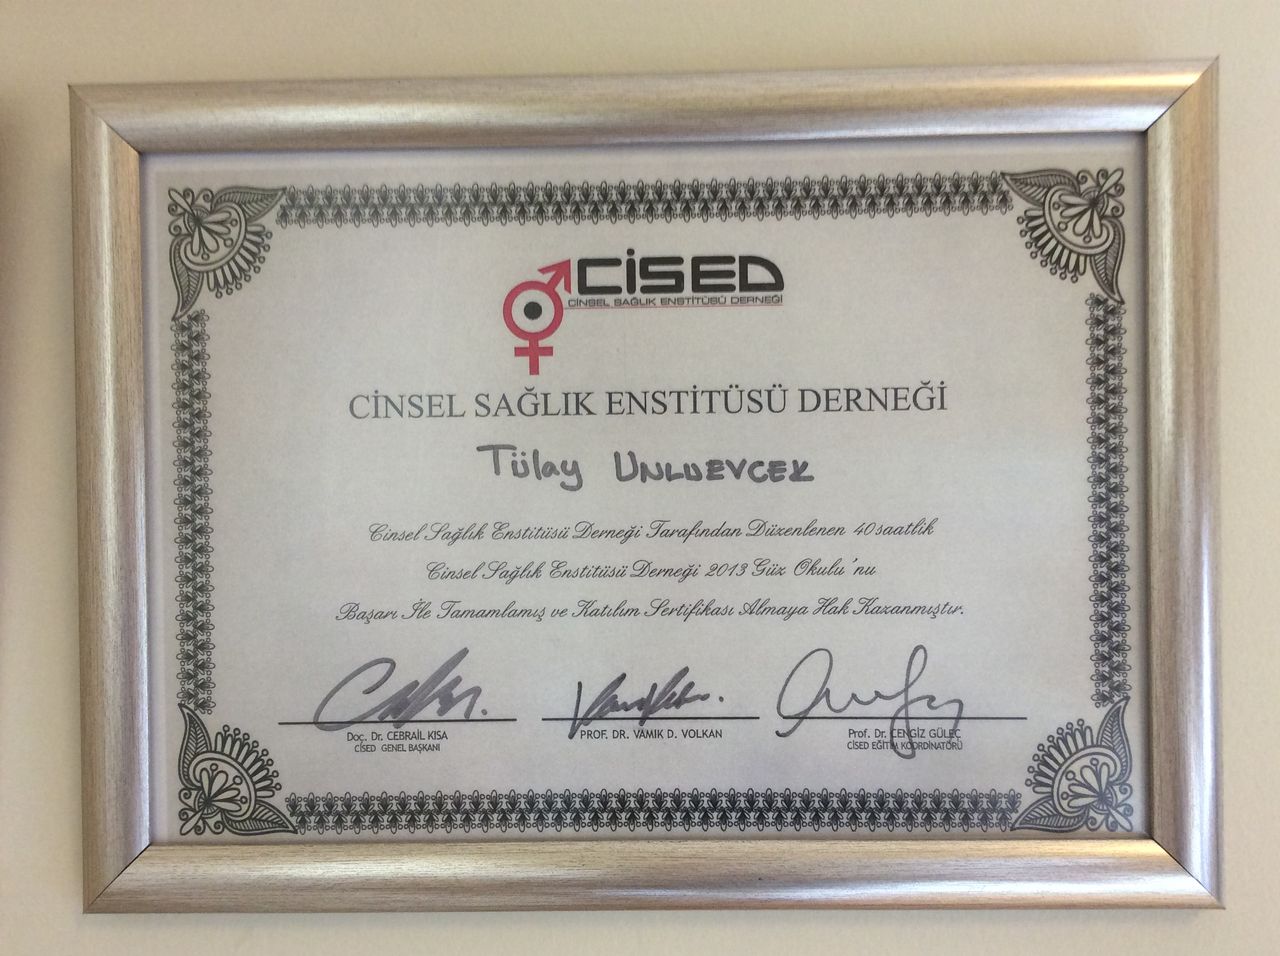 CİSED
CİNSEL SAĞLIK ENSTİTÜSÜ DERNEĞİ
CİNSEL SAĞLIK ENSTİTÜSÜ DERNEĞİ
Tülay UNLUEVCEK
Cinsel Sağlık Enstitüsü Derneği Tarafından Düzenlenen 40 saatlik
Cinsel Sağlık Enstitüsü Derneği 2013 Güz Okulu'nu
Başarı İle Tamamlamış ve Katılım Sertifikası Almaya Hak Kazanmıştır.
Doç. Dr. CEBRAİL KISA
CİSED GENEL BAŞKANI
PROF. DR. VAMIK D. VOLKAN
Prof. Dr. CENGİZ GÜLEÇ
CİSED EĞİTİM KOORDİNATÖRÜ